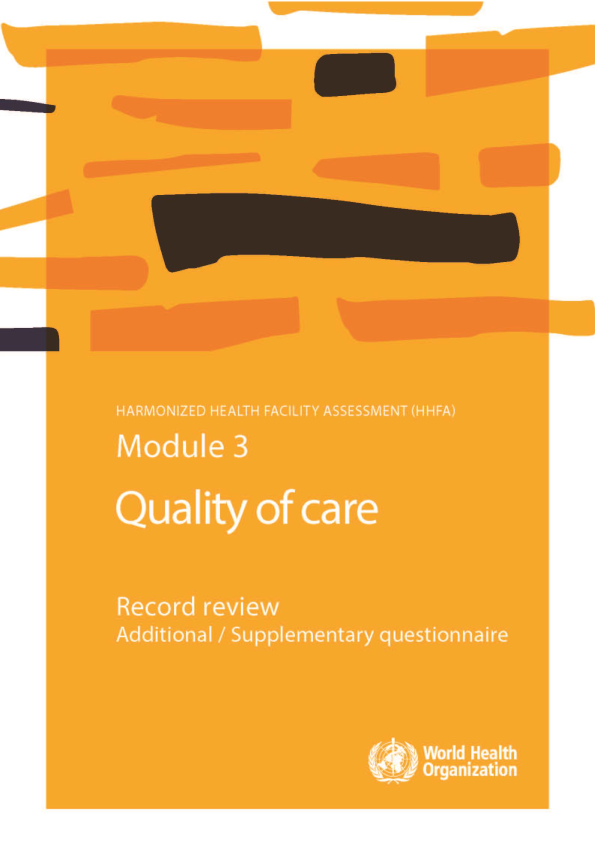 HARMONIZED HEALTH FACILITY ASSESSMENT (HHFA)
Module 3
Quality of care
Record review
Additional / Supplementary questionnaire
World Health
Organization